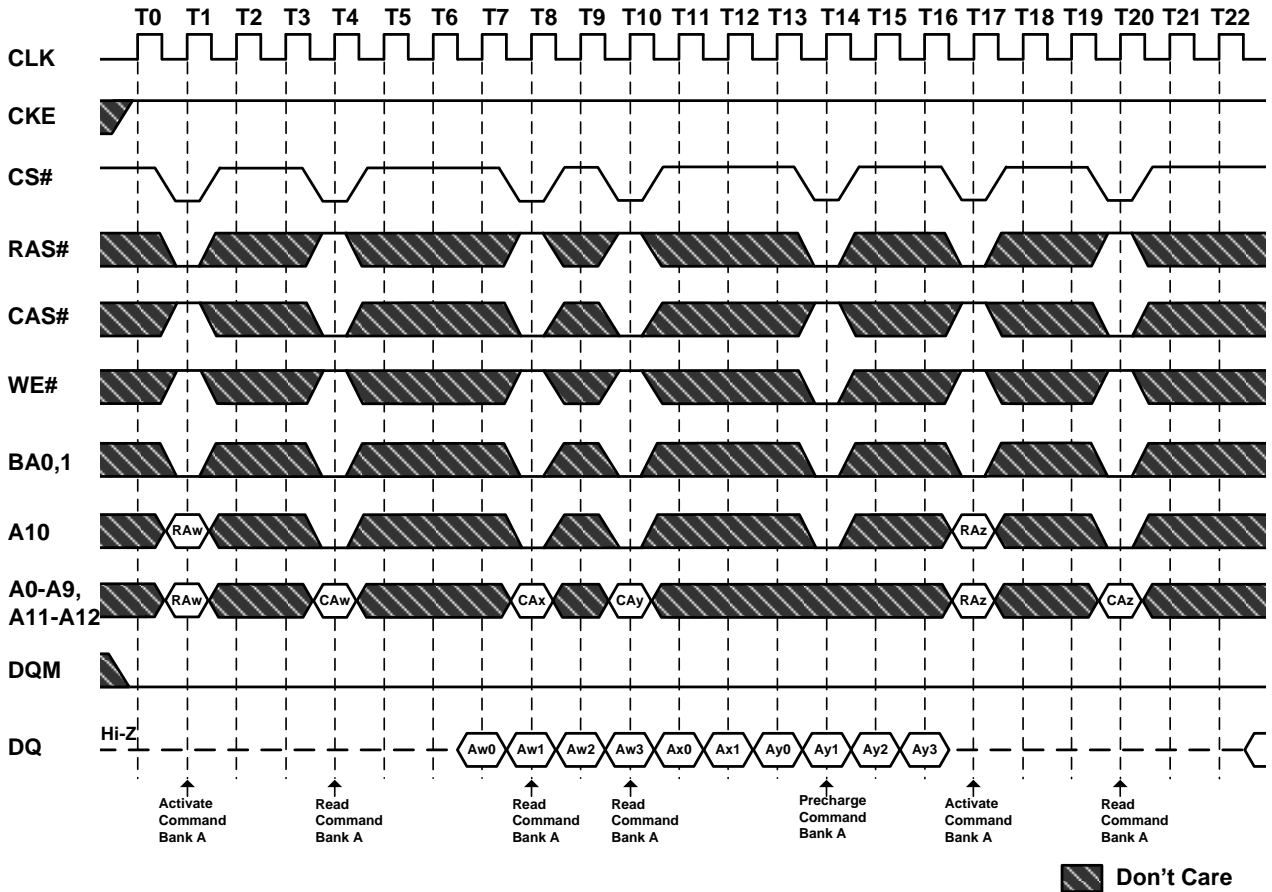 T0 T1 T2 T3 T4 T5 T6 T7 T8 T9 T10 T11 T12 T13 T14 T15 T16 T17 T18 T19 T20 T21 T22
CLK
CKE
CS#
RAS#
CAS#
WE#
BA0,1
A10 RAw RAz
A0-A9,
A11-A12 RAw CAw CAx CAy RAz CAz
DQM
Hi-Z
DQ Aw0 Aw1 Aw2 Aw3 Ax0 Ax1 Ay0 Ay1 Ay2 Ay3
Activate
Command
Bank A
Read
Command
Bank A
Read
Command
Bank A
Read
Command
Bank A
Precharge
Command
Bank A
Activate
Command
Bank A
Read
Command
Bank A
Don't Care